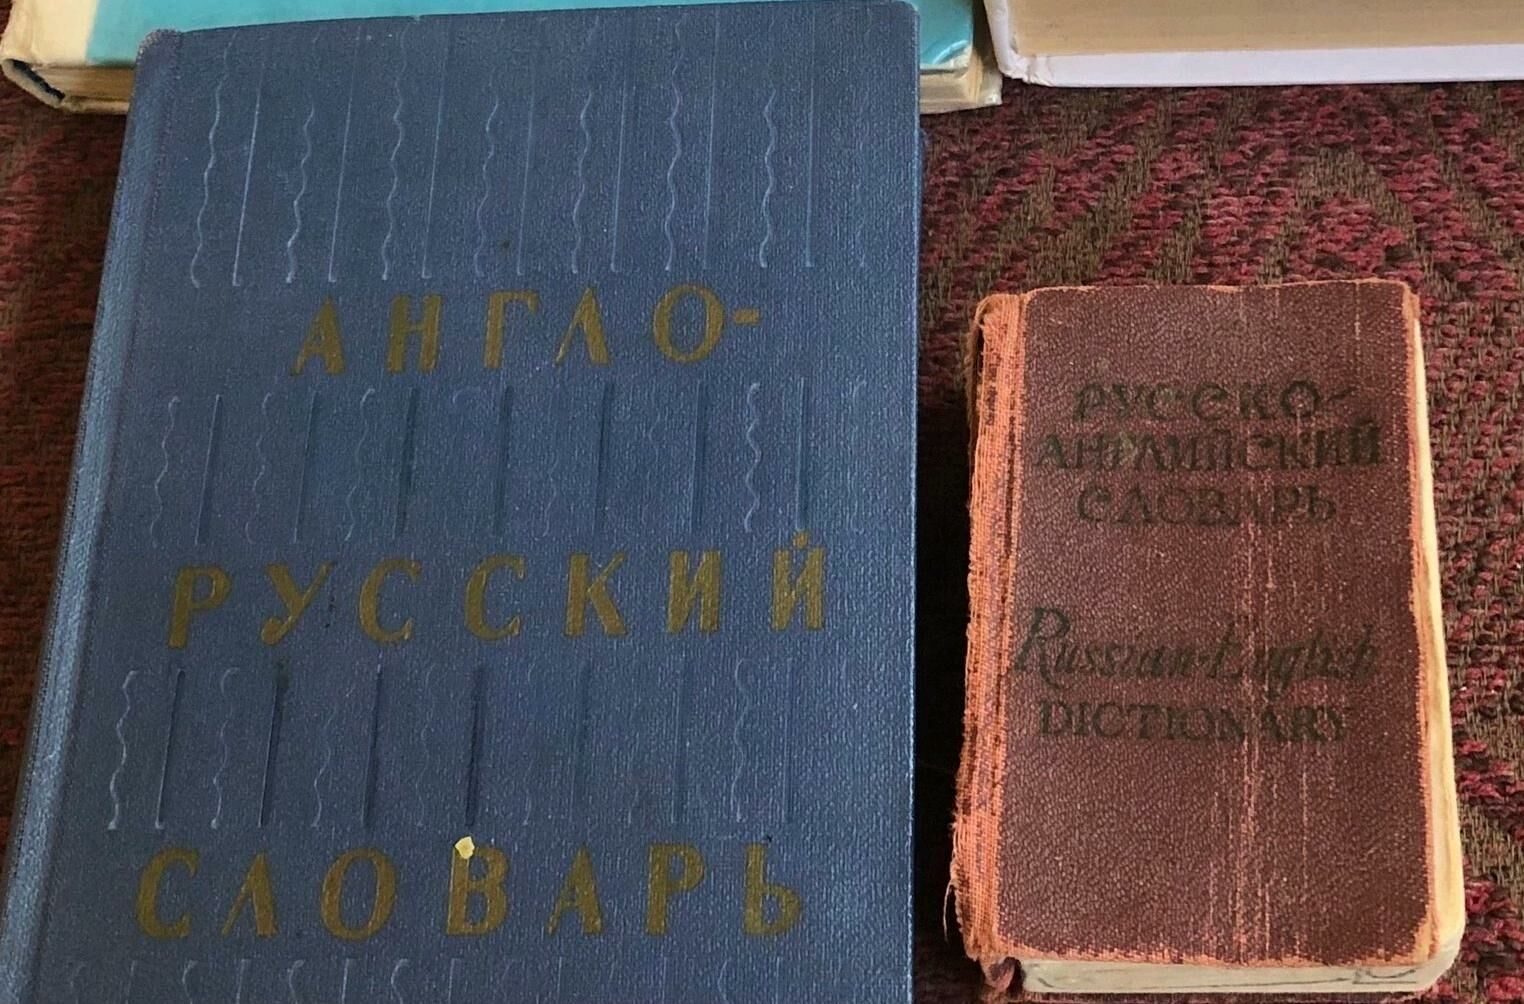 АНГЛО-
РУССКИЙ
СЛОВАРЬ
РУССКО-
АНГЛИЙСКИЙ
СЛОВАРЬ
Russian-English
DICTIONARY